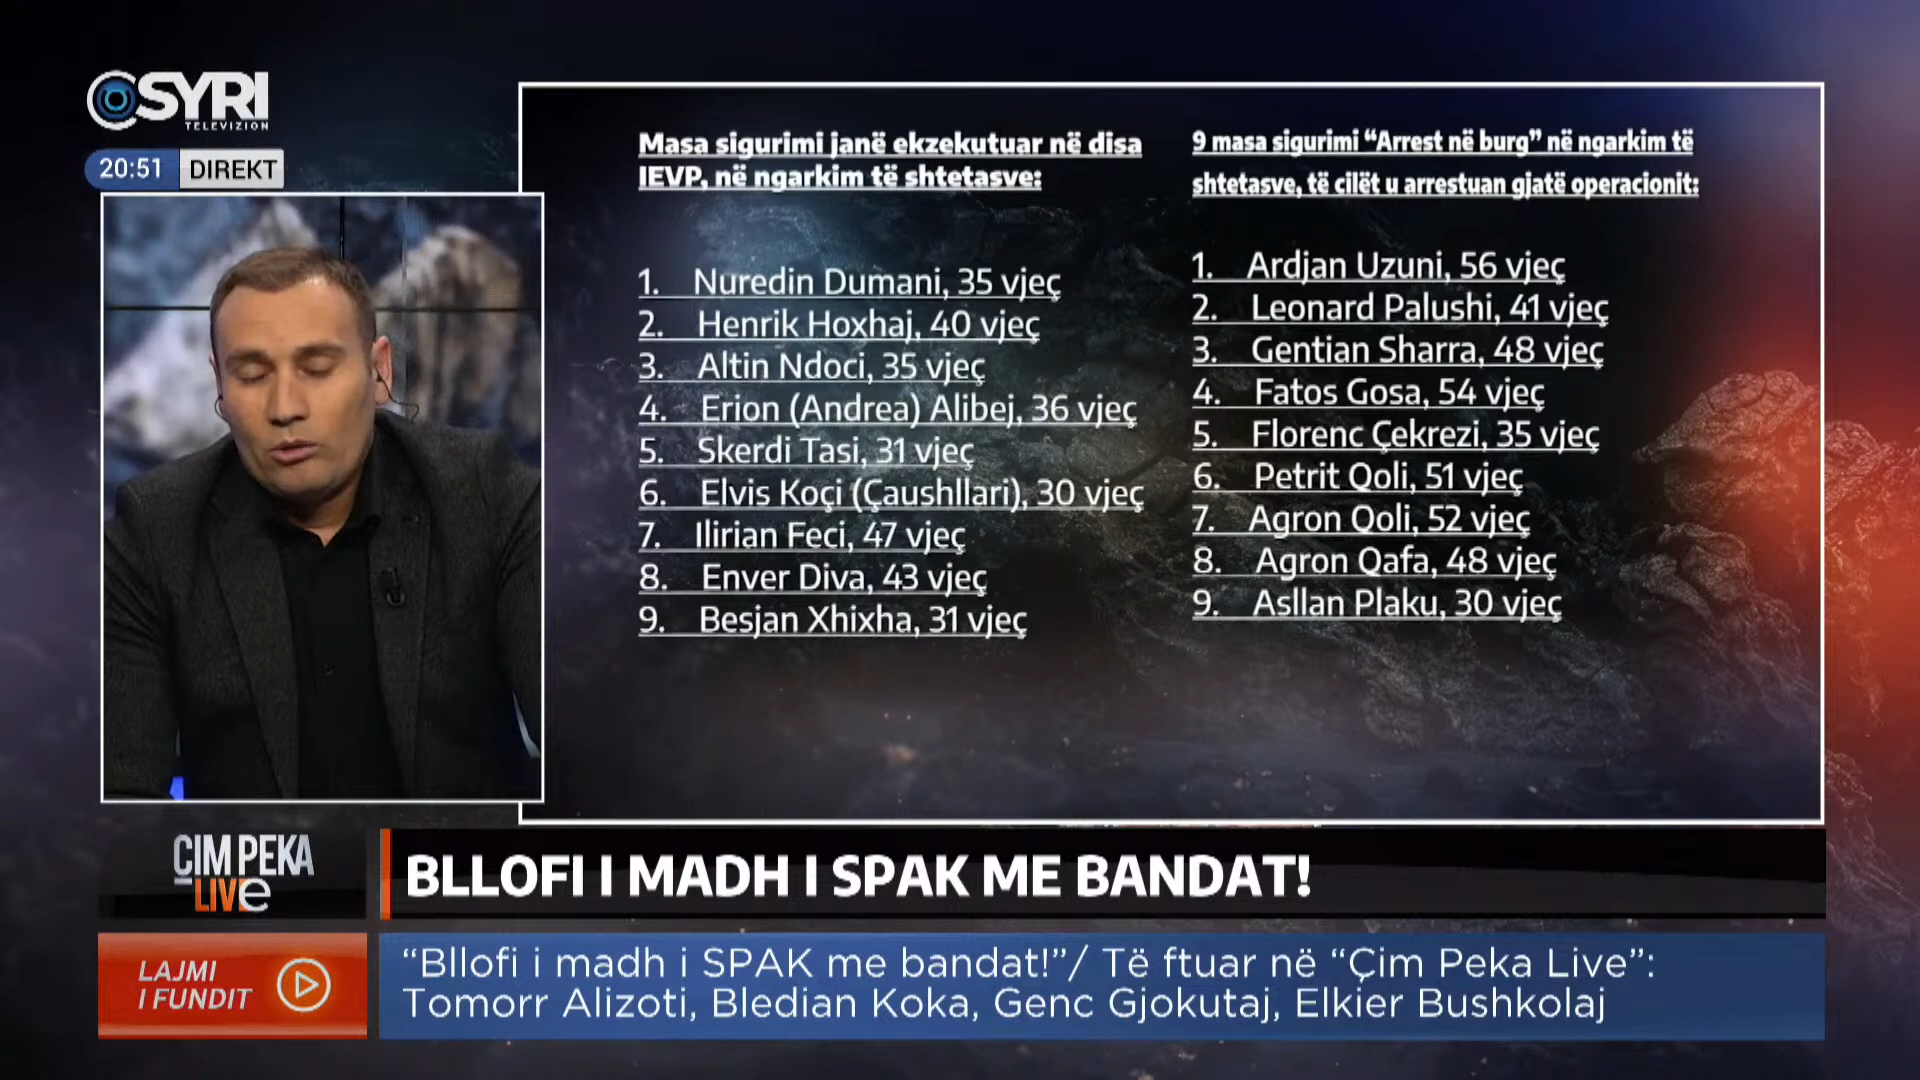 SYRI
TELEVIZION
20:51 DIREKT
Masa sigurimi janë ekzekutuar në disa
IEVP, në ngarkim të shtetasve:
1. Nuredin Dumani, 35 vjeç
2. Henrik Hoxhaj, 40 vjeç
3. Altin Ndoci, 35 vjeç
4. Erion (Andrea) Alibej, 36 vjeç
5. Skerdi Tasi, 31 vjeç
6. Elvis Koçi (Çaushllari), 30 vjeç
7. Ilirian Feci, 47 vjeç
8. Enver Diva, 43 vjeç
9. Besjan Xhixha, 31 vjeç
9 masa sigurimi “Arrest në burg” në ngarkim të
shtetasve, të cilët u arrestuan gjatë operacionit:
1. Ardjan Uzuni, 56 vjeç
2. Leonard Palushi, 41 vjeç
3. Gentian Sharra, 48 vjeç
4. Fatos Gosa, 54 vjeç
5. Florenc Çekrezi, 35 vjeç
6. Petrit Qoli, 51 vjeç
7. Agron Qoli, 52 vjeç
8. Agron Qafa, 48 vjeç
9. Asllan Plaku, 30 vjeç
ÇIM PEKA
LIVE
BLLOFI I MADH I SPAK ME BANDAT!
LAJMI
I FUNDIT
“Bllofi i madh i SPAK me bandat!”/ Të ftuar në “Çim Peka Live”:
Tomorr Alizoti, Bledian Koka, Genc Gjokutaj, Elkier Bushkolaj